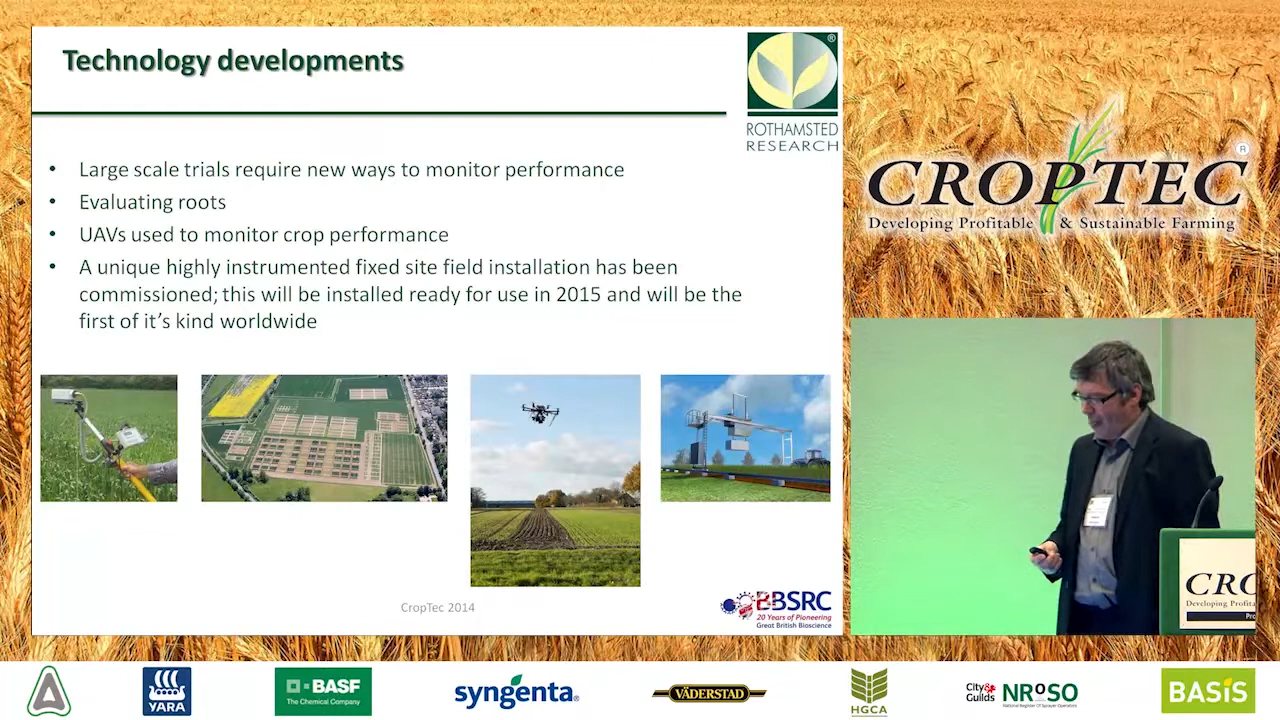 Technology developments
®
ROTHAMSTED
RESEARCH
• Large scale trials require new ways to monitor performance
• Evaluating roots
• UAVs used to monitor crop performance
• A unique highly instrumented fixed site field installation has been
commissioned; this will be installed ready for use in 2015 and will be the
first of it’s kind worldwide
CropTec 2014
BBSRC
20 Years of Pioneering
Great British Bioscience
CROPTEC®
Developing Profitable & Sustainable Farming
CRO
Developing Profita
Pro
YARA
BASF
The Chemical Company
syngenta®
VÄDERSTAD
HGCA
City&
Guilds
NRoSO
National Register Of Sprayer Operators
BASIS